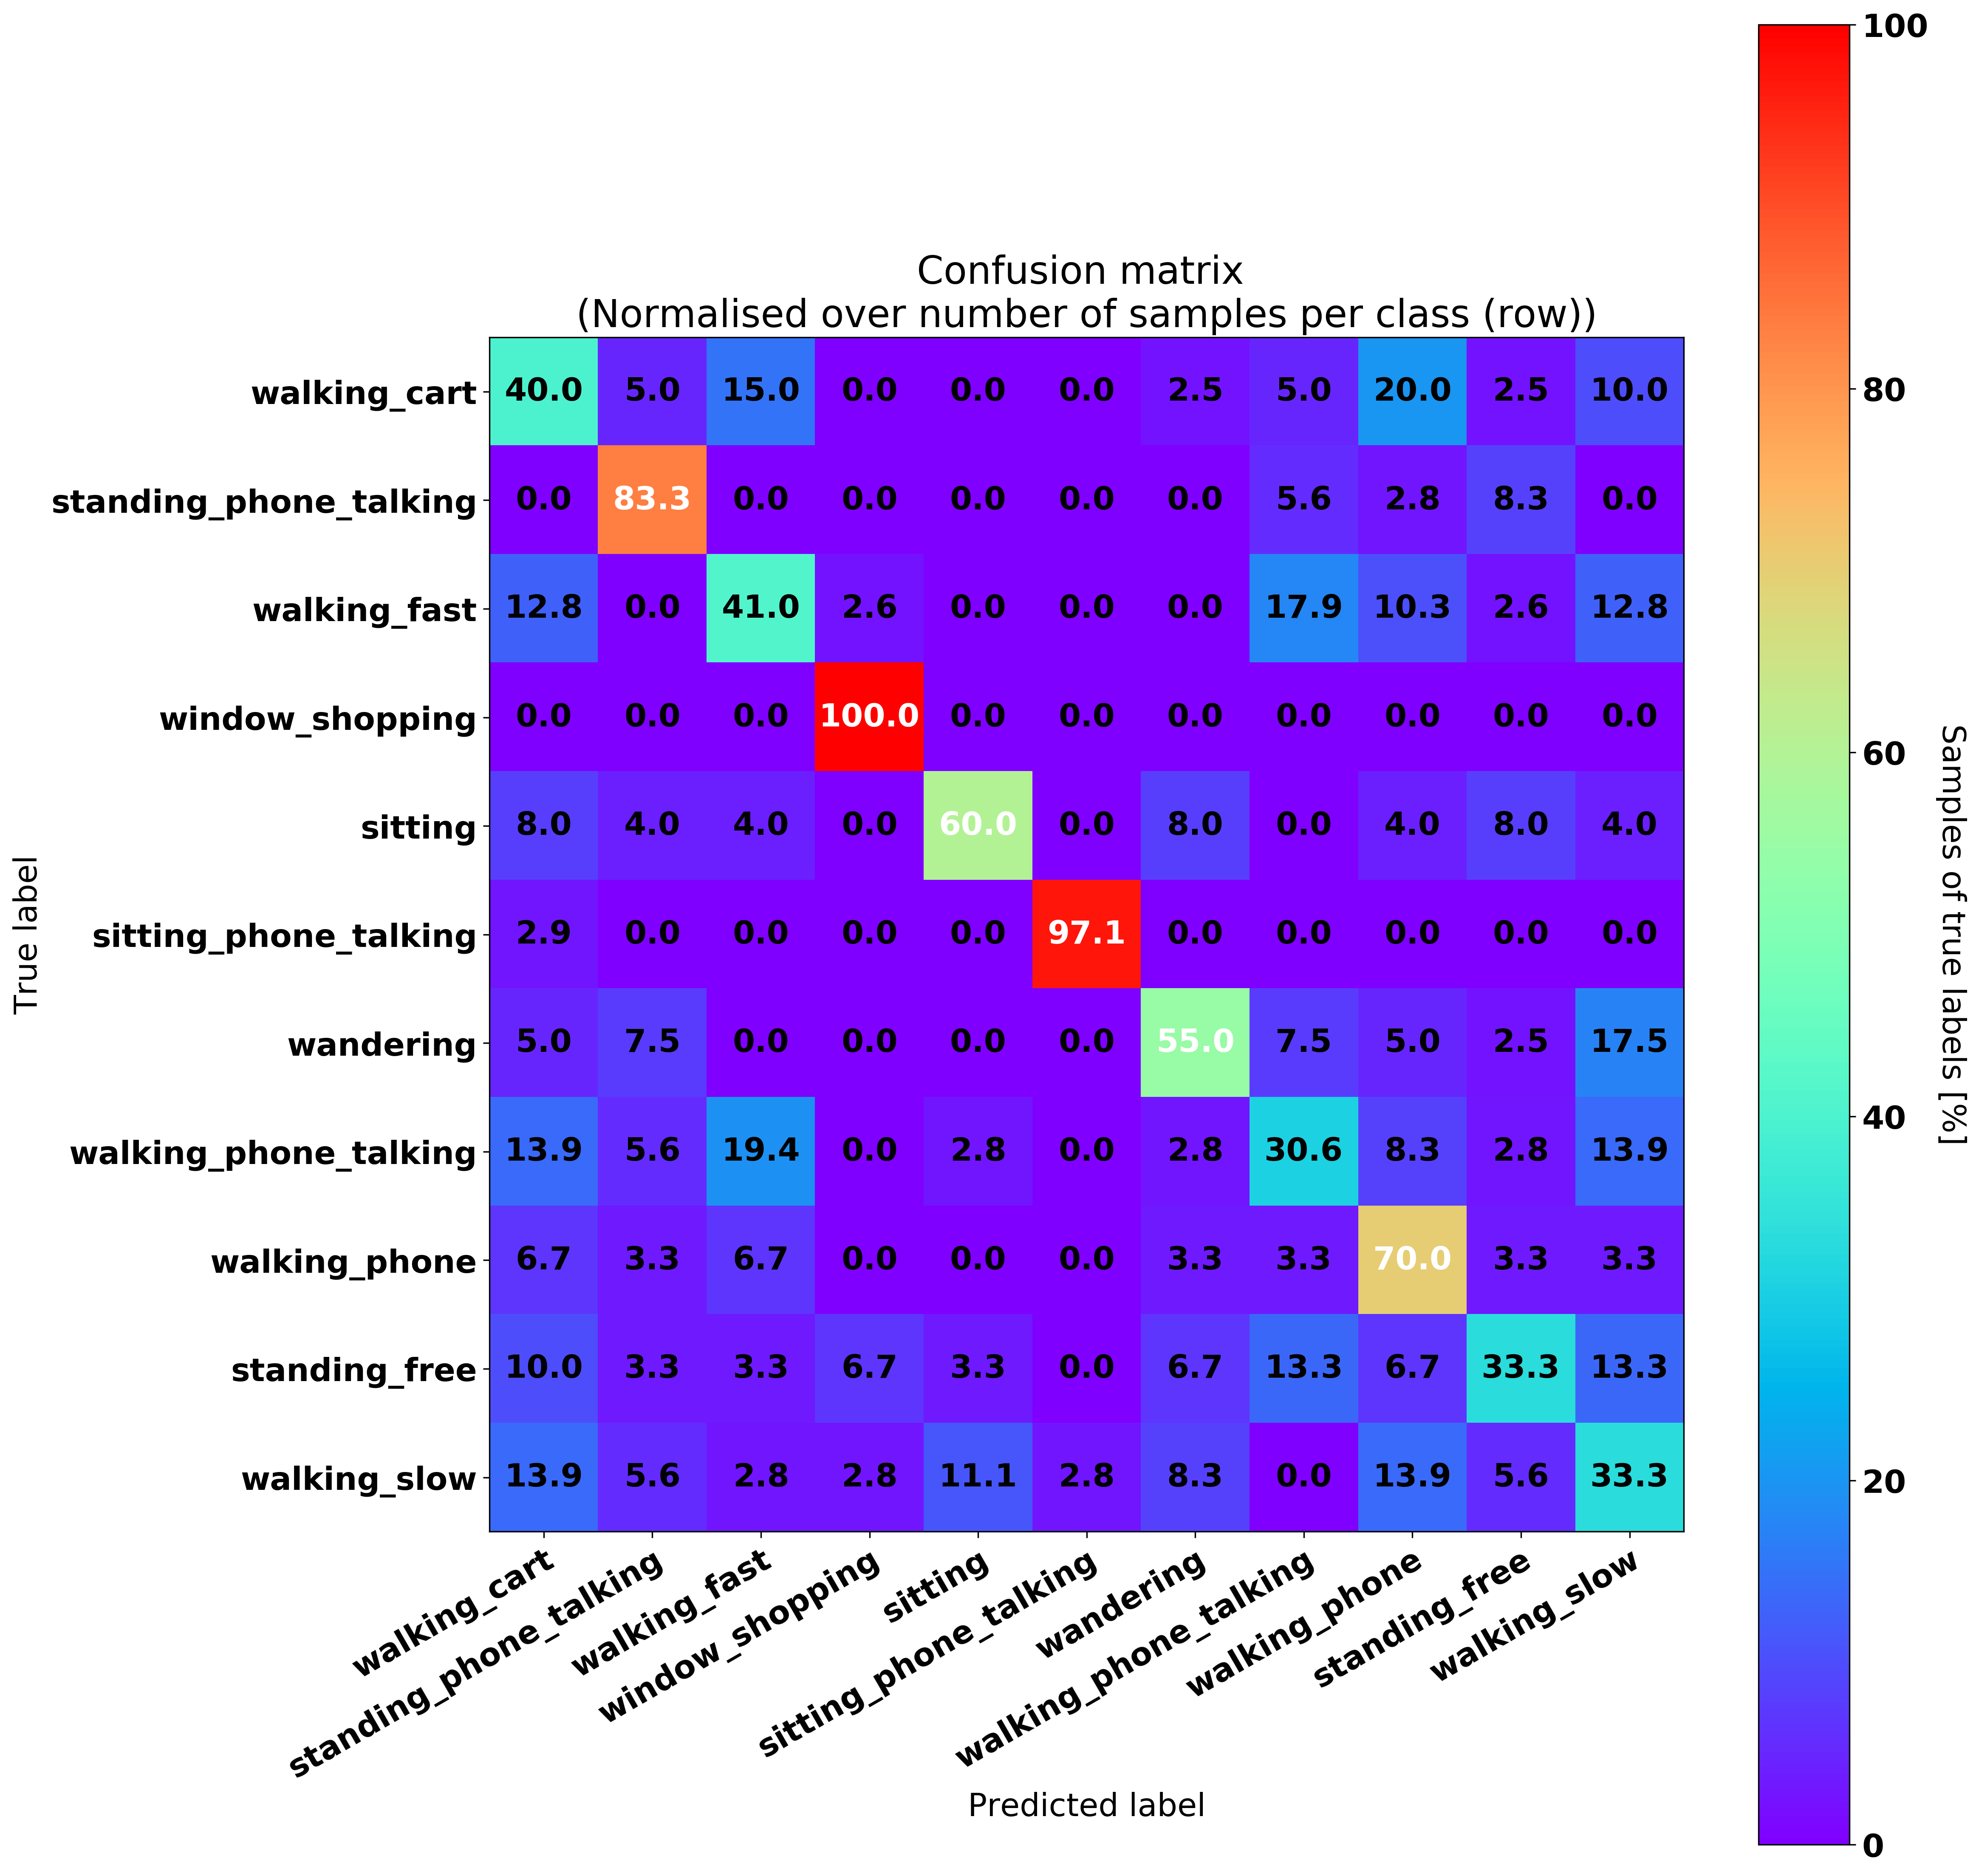 Confusion matrix
(Normalised over number of samples per class (row))
True label
walking_cart 40.0 5.0 15.0 0.0 0.0 0.0 2.5 5.0 20.0 2.5 10.0
standing_phone_talking 0.0 83.3 0.0 0.0 0.0 0.0 0.0 5.6 2.8 8.3 0.0
walking_fast 12.8 0.0 41.0 2.6 0.0 0.0 0.0 17.9 10.3 2.6 12.8
window_shopping 0.0 0.0 0.0 100.0 0.0 0.0 0.0 0.0 0.0 0.0 0.0
sitting 8.0 4.0 4.0 0.0 60.0 0.0 8.0 0.0 4.0 8.0 4.0
sitting_phone_talking 2.9 0.0 0.0 0.0 0.0 97.1 0.0 0.0 0.0 0.0 0.0
wandering 5.0 7.5 0.0 0.0 0.0 0.0 55.0 7.5 5.0 2.5 17.5
walking_phone_talking 13.9 5.6 19.4 0.0 2.8 0.0 2.8 30.6 8.3 2.8 13.9
walking_phone 6.7 3.3 6.7 0.0 0.0 0.0 3.3 3.3 70.0 3.3 3.3
standing_free 10.0 3.3 3.3 6.7 3.3 0.0 6.7 13.3 6.7 33.3 13.3
walking_slow 13.9 5.6 2.8 2.8 11.1 2.8 8.3 0.0 13.9 5.6 33.3
walking_cart
standing_phone_talking
walking_fast
window_shopping
sitting
sitting_phone_talking
wandering
walking_phone_talking
walking_phone
standing_free
walking_slow
Predicted label
100
80
60
40
20
0
Samples of true labels [%]